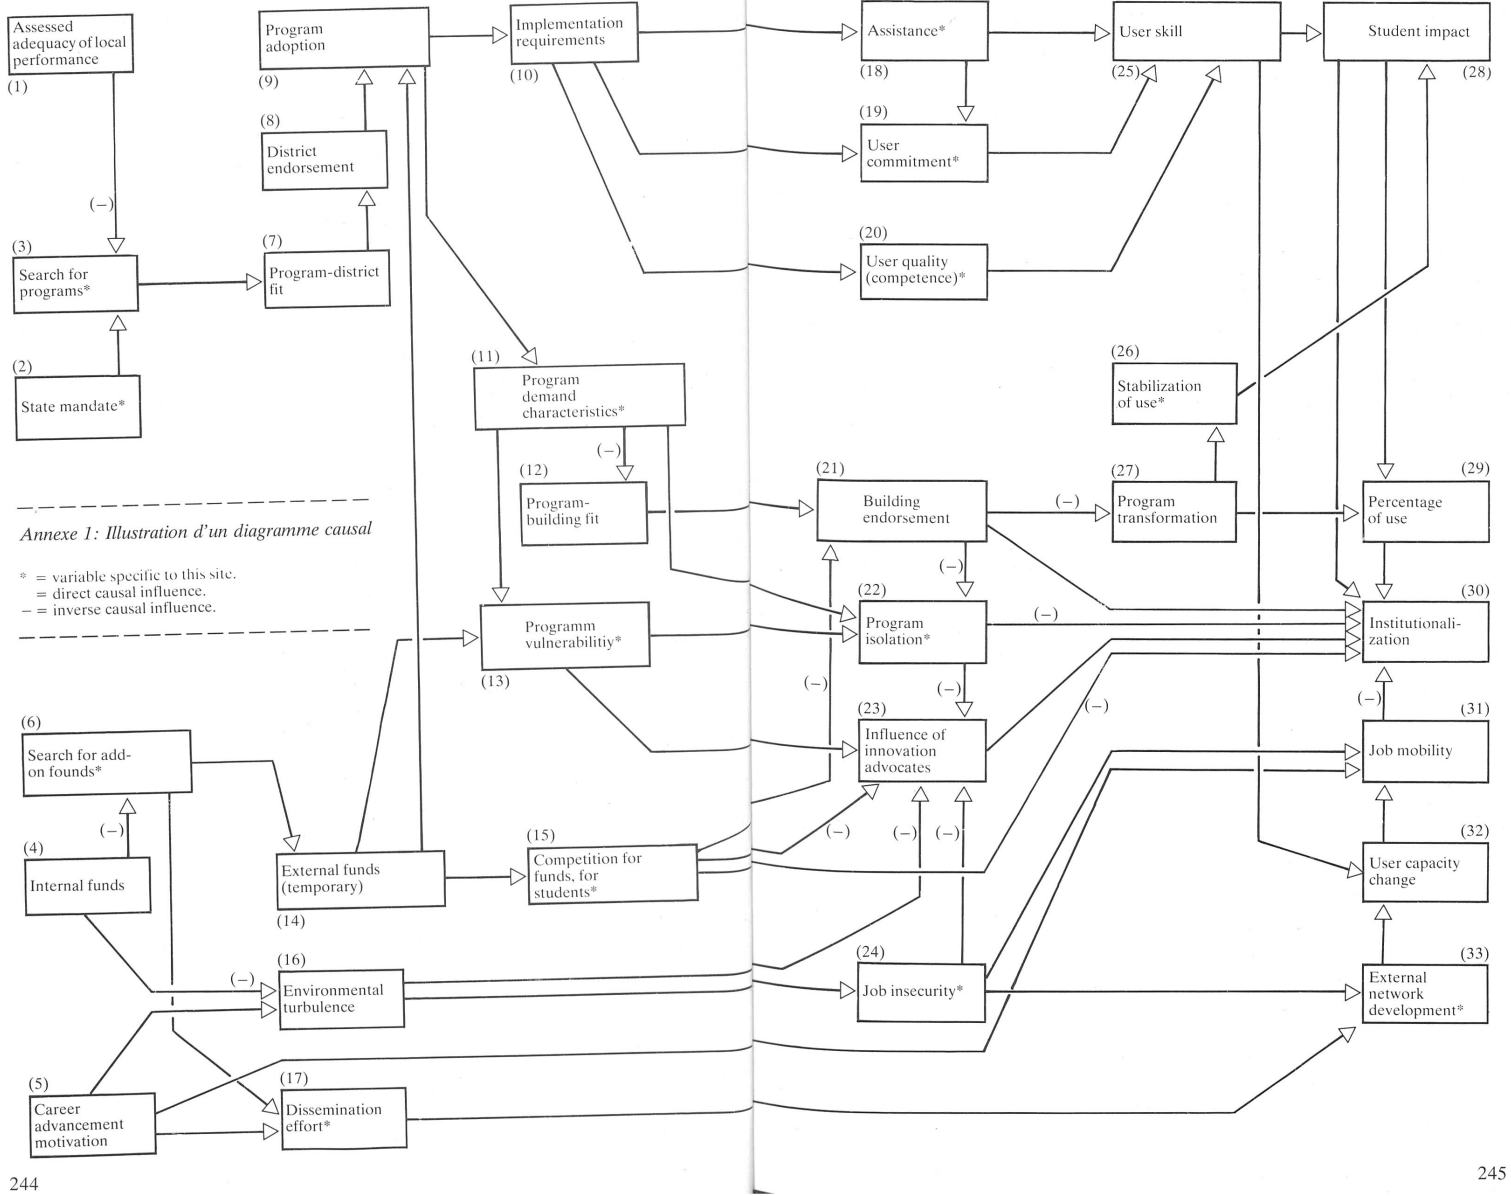 Assessed
adequacy of local
performance
(1)
(-)
(3)
Search for
programs*
(2)
State mandate*
Program
adoption
(9)
(8)
District
endorsement
(7)
Program-district
fit
Implementation
requirements
(10)
(11)
Program
demand
characteristics*
(-)
(12)
Program-
building fit
Annexe 1: Illustration d'un diagramme causal
* = variable specific to this site.
= direct causal influence.
– = inverse causal influence.
Programm
vulnerabilitiy*
(13)
(6)
Search for add-
on founds*
(-)
(4)
Internal funds
External funds
(temporary)
(14)
(15)
Competition for
funds, for
students*
(-)
(16)
Environmental
turbulence
(5)
Career
advancement
motivation
(17)
Dissemination
effort*
244
Assistance*
(18)
(19)
User
commitment*
(20)
User quality
(competence)*
User skill
(25)
Student impact
(28)
(26)
Stabilization
of use*
(21)
Building
endorsement
(-)
(27)
Program
transformation
(29)
Percentage
of use
(-)
(22)
Program
isolation*
(-)
(30)
Institutionali-
zation
(-)
(-)
(23)
Influence of
innovation
advocates
(-)
(-)
(31)
Job mobility
(-)
(-)
(-)
(32)
User capacity
change
(24)
Job insecurity*
(33)
External
network
development*
245